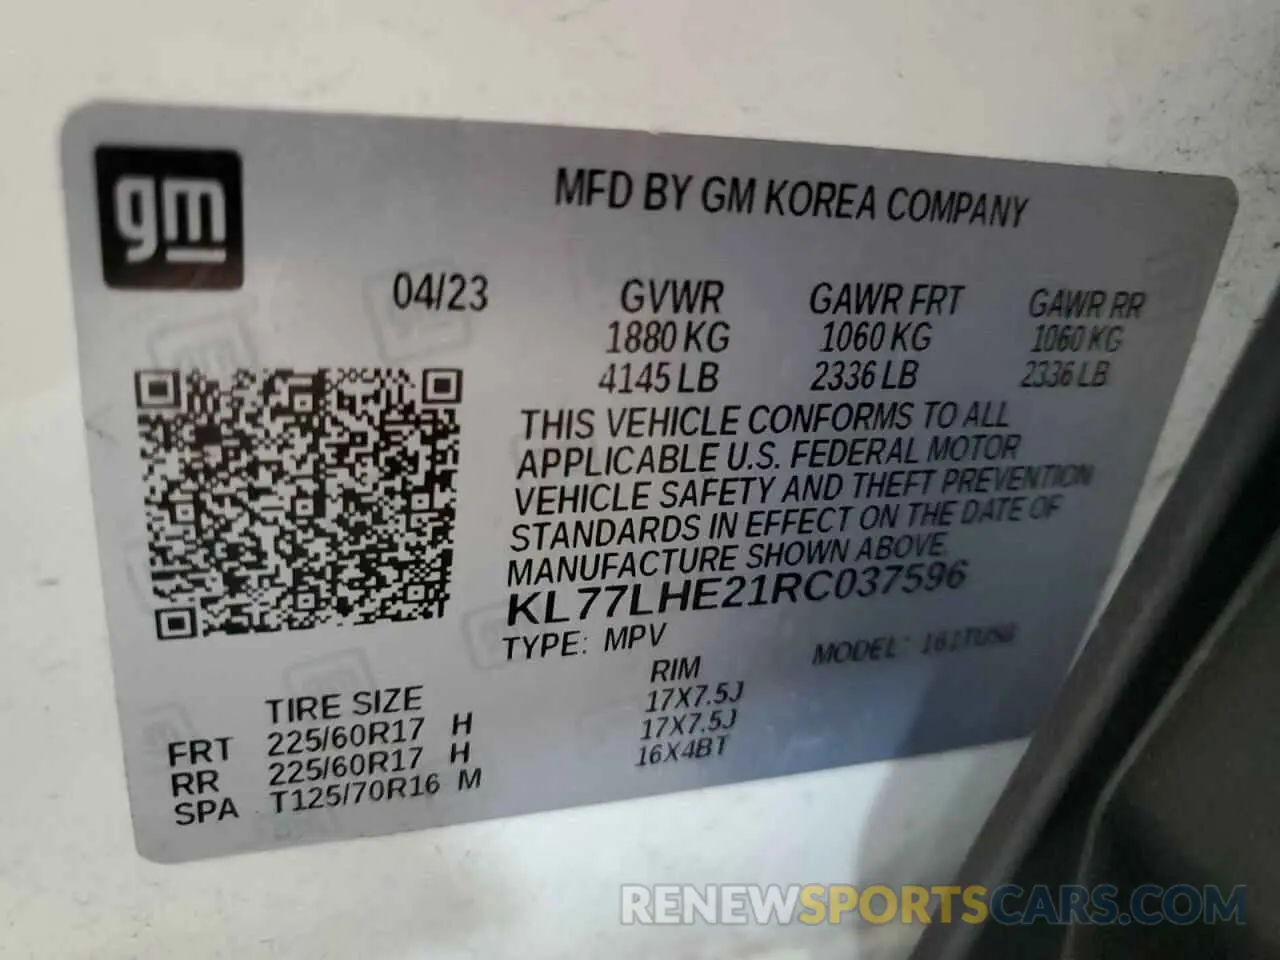 gm
MFD BY GM KOREA COMPANY
04/23
GVWR GAWR FRT GAWR RR
1880 KG 1060 KG 1060 KG
4145 LB 2336 LB 2336 LB
THIS VEHICLE CONFORMS TO ALL
APPLICABLE U.S. FEDERAL MOTOR
VEHICLE SAFETY AND THEFT PREVENTION
STANDARDS IN EFFECT ON THE DATE OF
MANUFACTURE SHOWN ABOVE.
KL77LHE21RC037596
TYPE: MPV MODEL:
TIRE SIZE RIM
FRT 225/60R17 H 17X7.5J
RR 225/60R17 H 17X7.5J
SPA T125/70R16 M 16X4BT
RENEWSPORTSCARS.COM